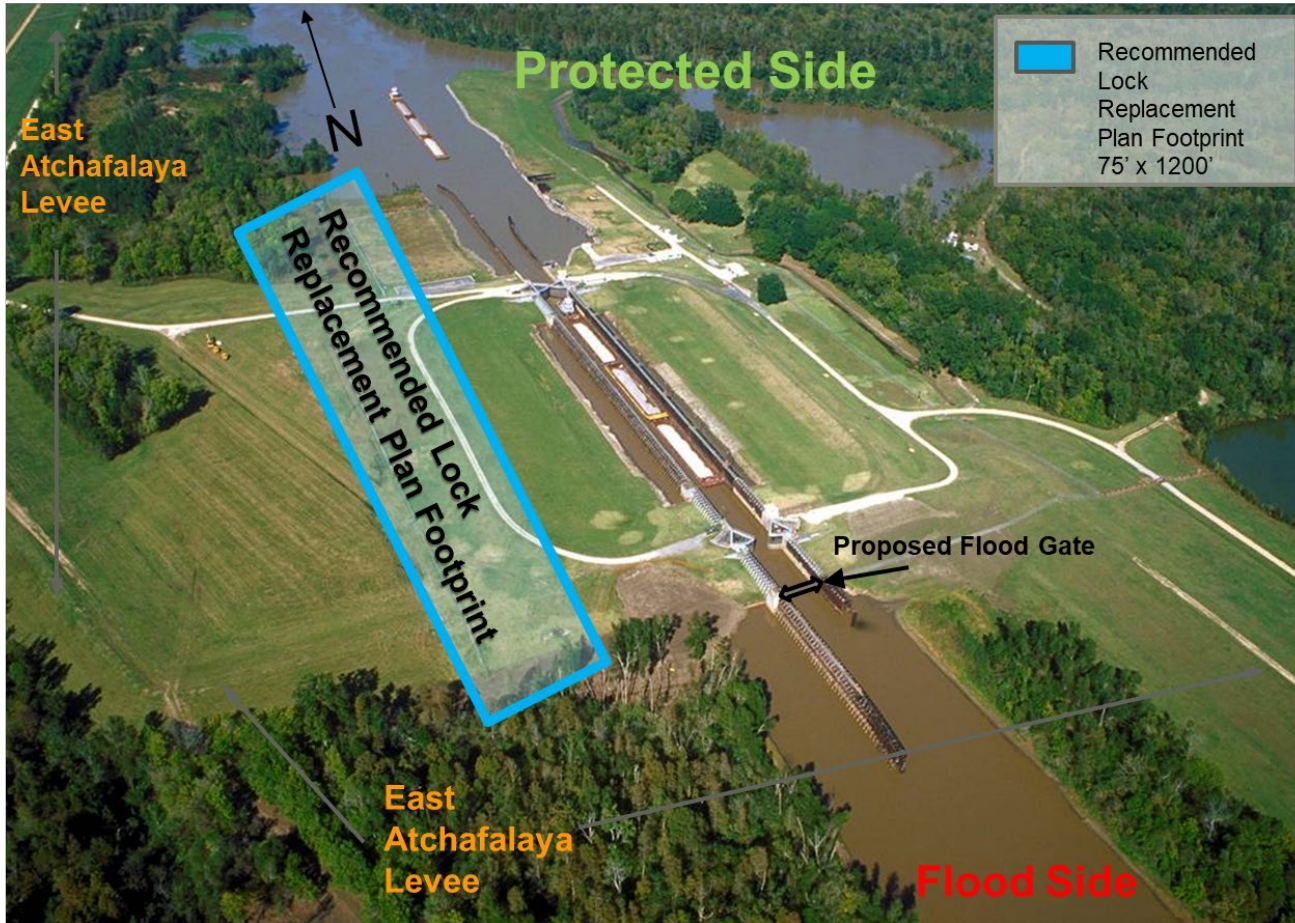 Protected Side
Recommended
Lock
Replacement
Plan Footprint
75' x 1200'
N
East
Atchafalaya
Levee
Recommended Lock
Replacement Plan Footprint
Proposed Flood Gate
East
Atchafalaya
Levee
Flood Side